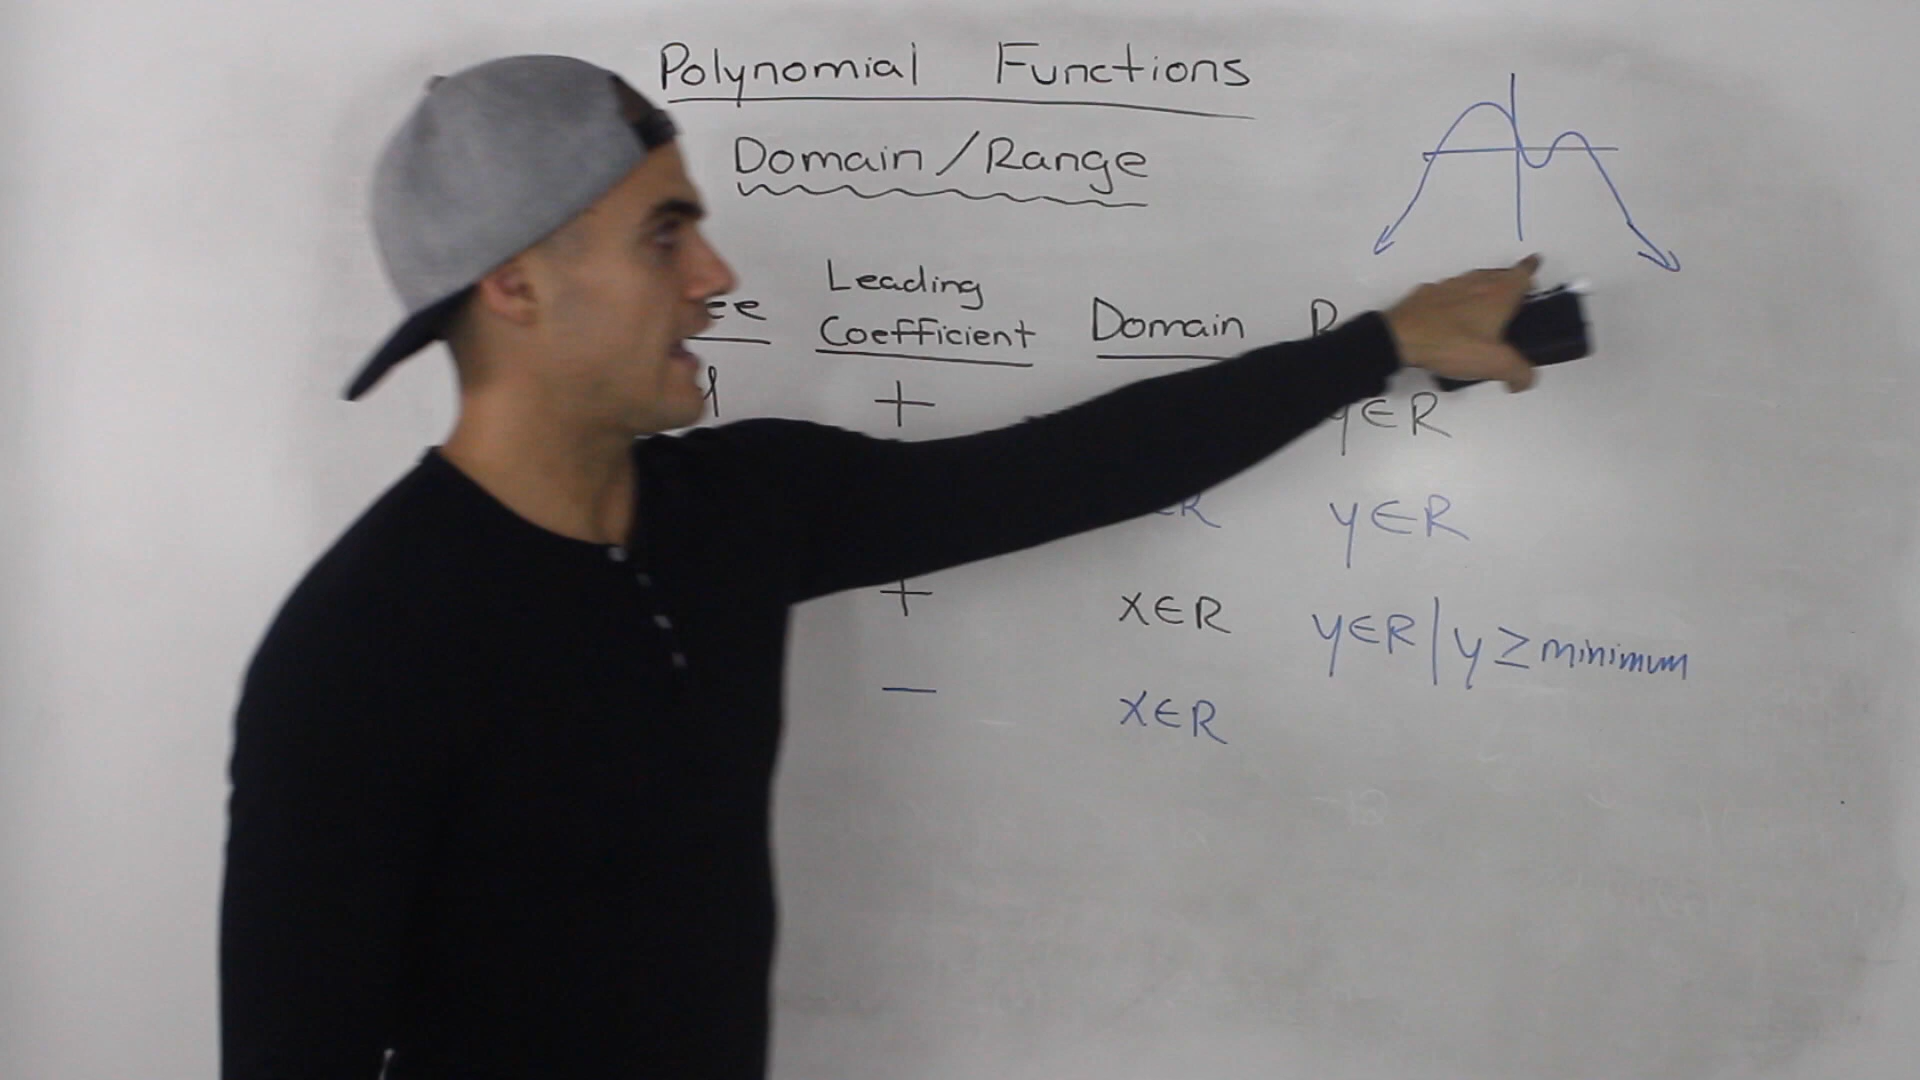 Polynomial Functions
Domain/Range
Leading
Coefficient Domain
+ y∈R
y∈R
+ x∈R y∈R | y ≥ minimum
− x∈R